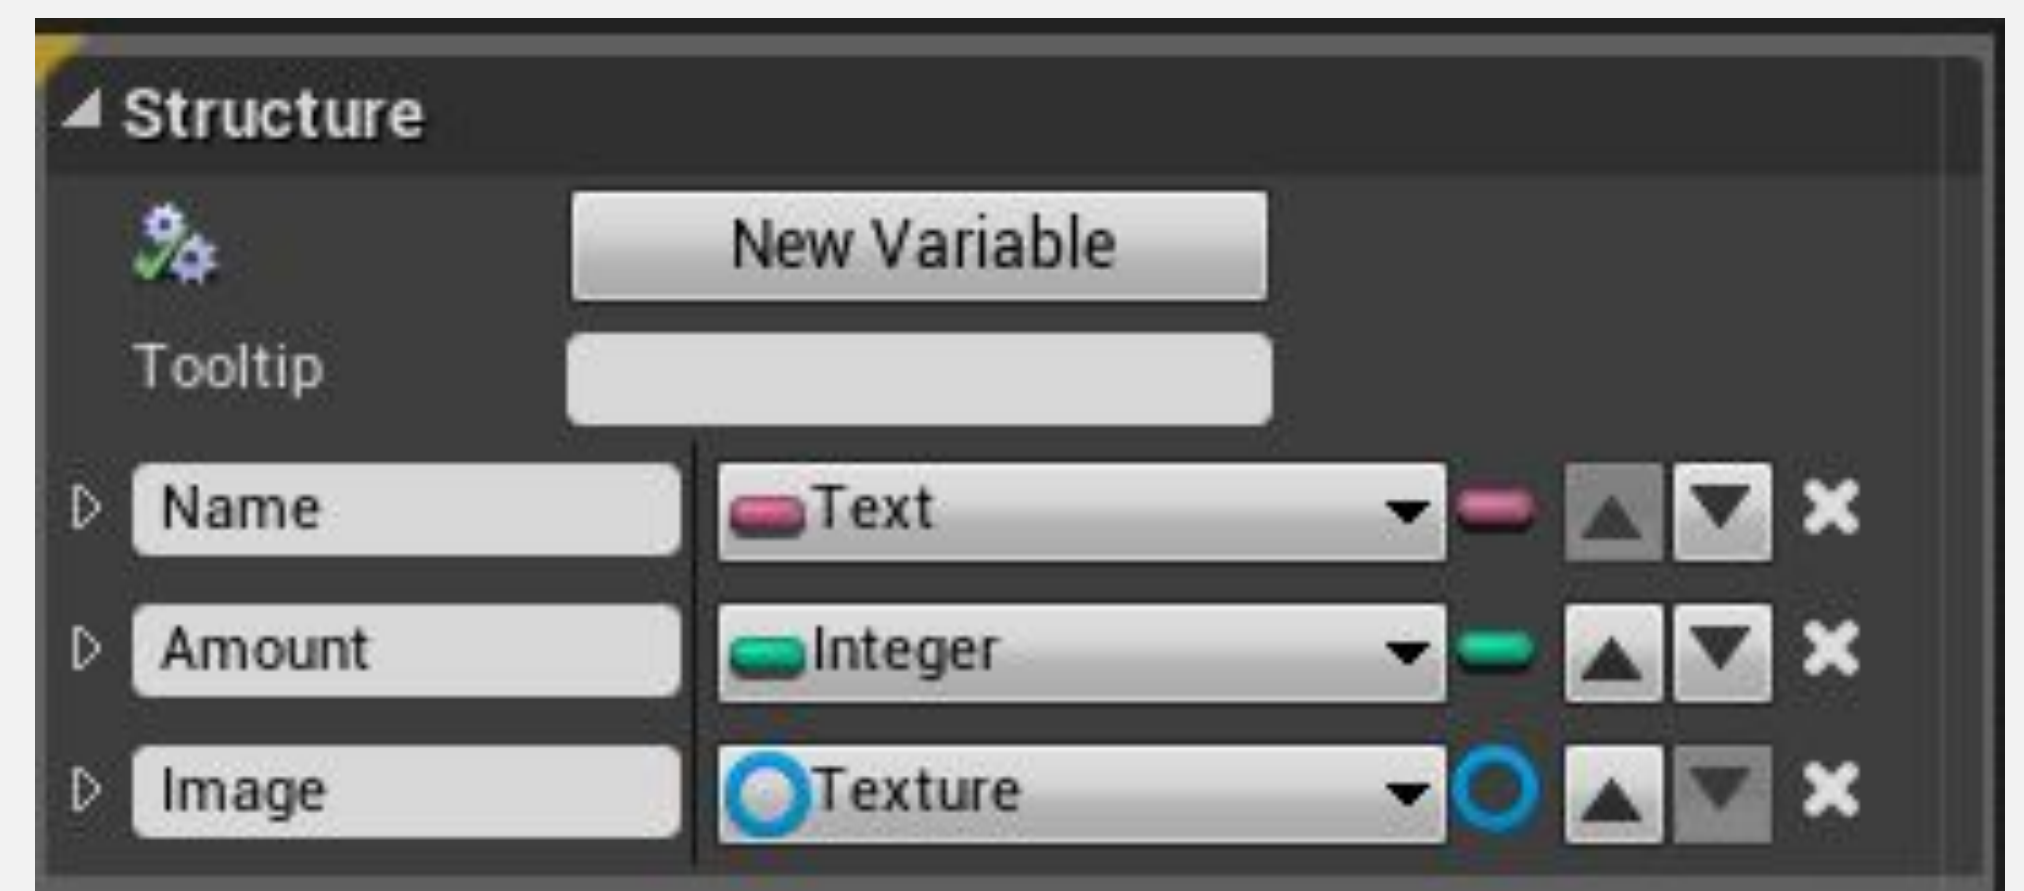 Structure
New Variable
Tooltip
Name Text
Amount Integer
Image Texture